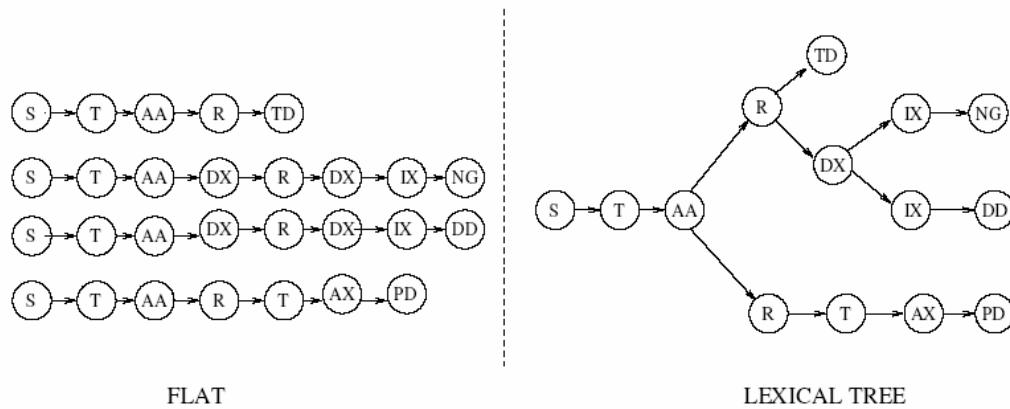 S T AA R TD
S T AA DX R DX IX NG
S T AA DX R DX IX DD
S T AA R T AX PD
FLAT
TD
R IX NG
DX
S T AA IX DD
R T AX PD
LEXICAL TREE